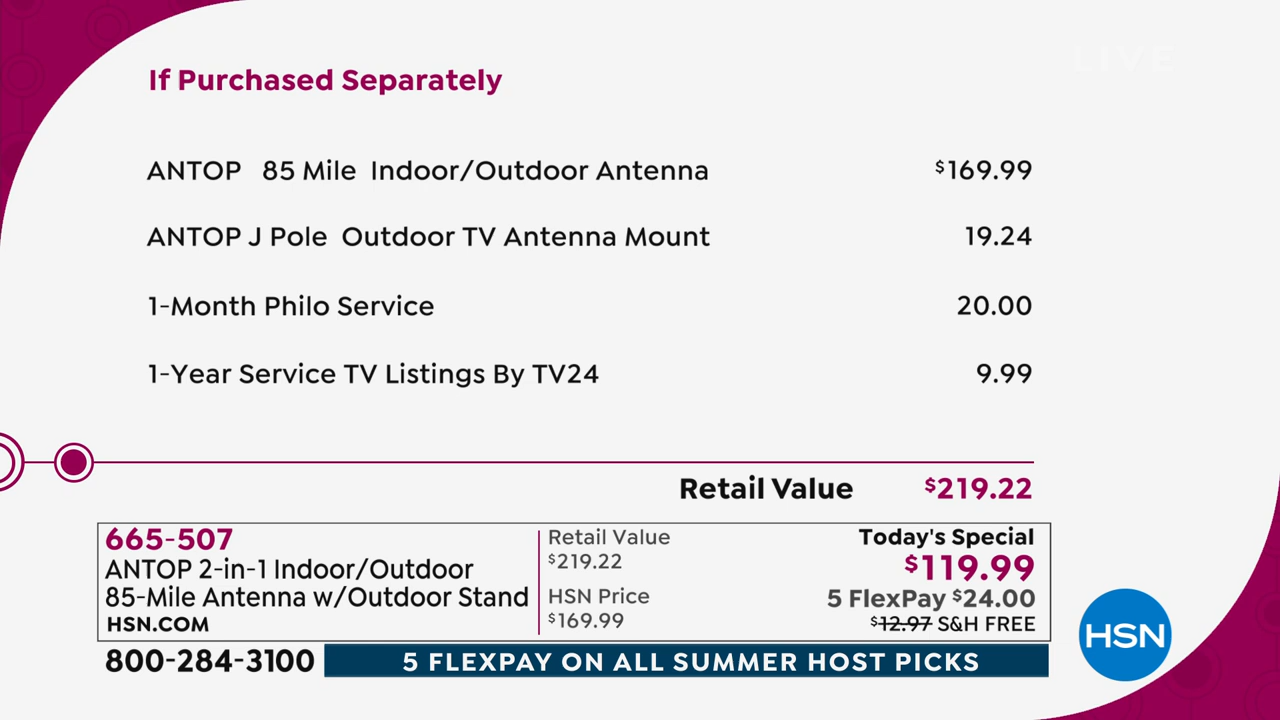 LIVE
If Purchased Separately
ANTOP 85 Mile Indoor/Outdoor Antenna $169.99
ANTOP J Pole Outdoor TV Antenna Mount 19.24
1-Month Philo Service 20.00
1-Year Service TV Listings By TV24 9.99
Retail Value $219.22
665-507
ANTOP 2-in-1 Indoor/Outdoor
85-Mile Antenna w/Outdoor Stand
HSN.COM
Retail Value
$219.22
HSN Price
$169.99
Today's Special
$119.99
5 FlexPay $24.00
$12.97 S&H FREE
HSN
800-284-3100
5 FLEXPAY ON ALL SUMMER HOST PICKS